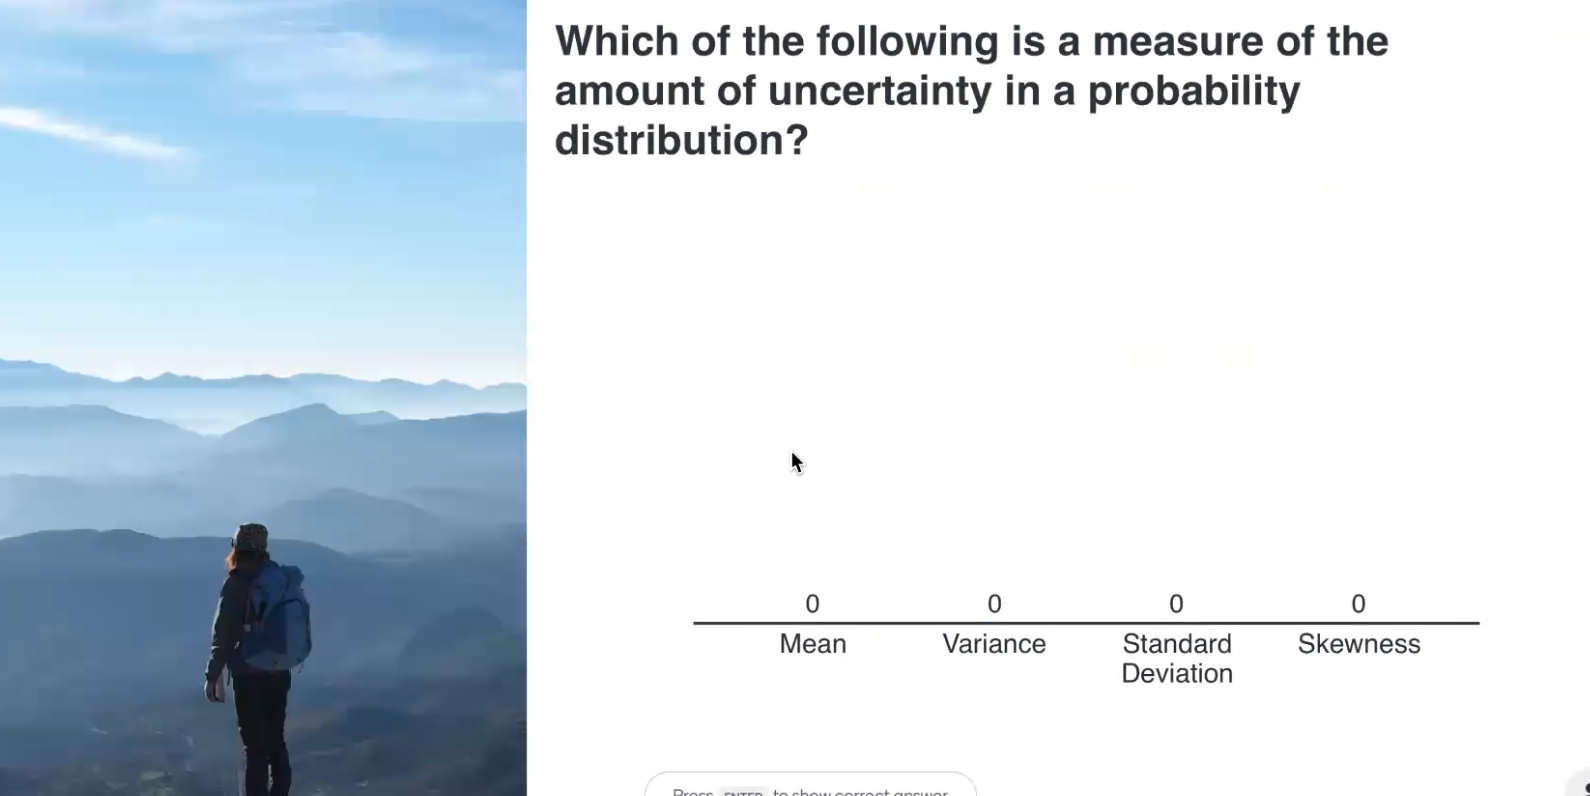 Which of the following is a measure of the
amount of uncertainty in a probability
distribution?
0
0
0
0
Mean
Variance
Standard
Deviation
Skewness
Press ENTER to show correct answer